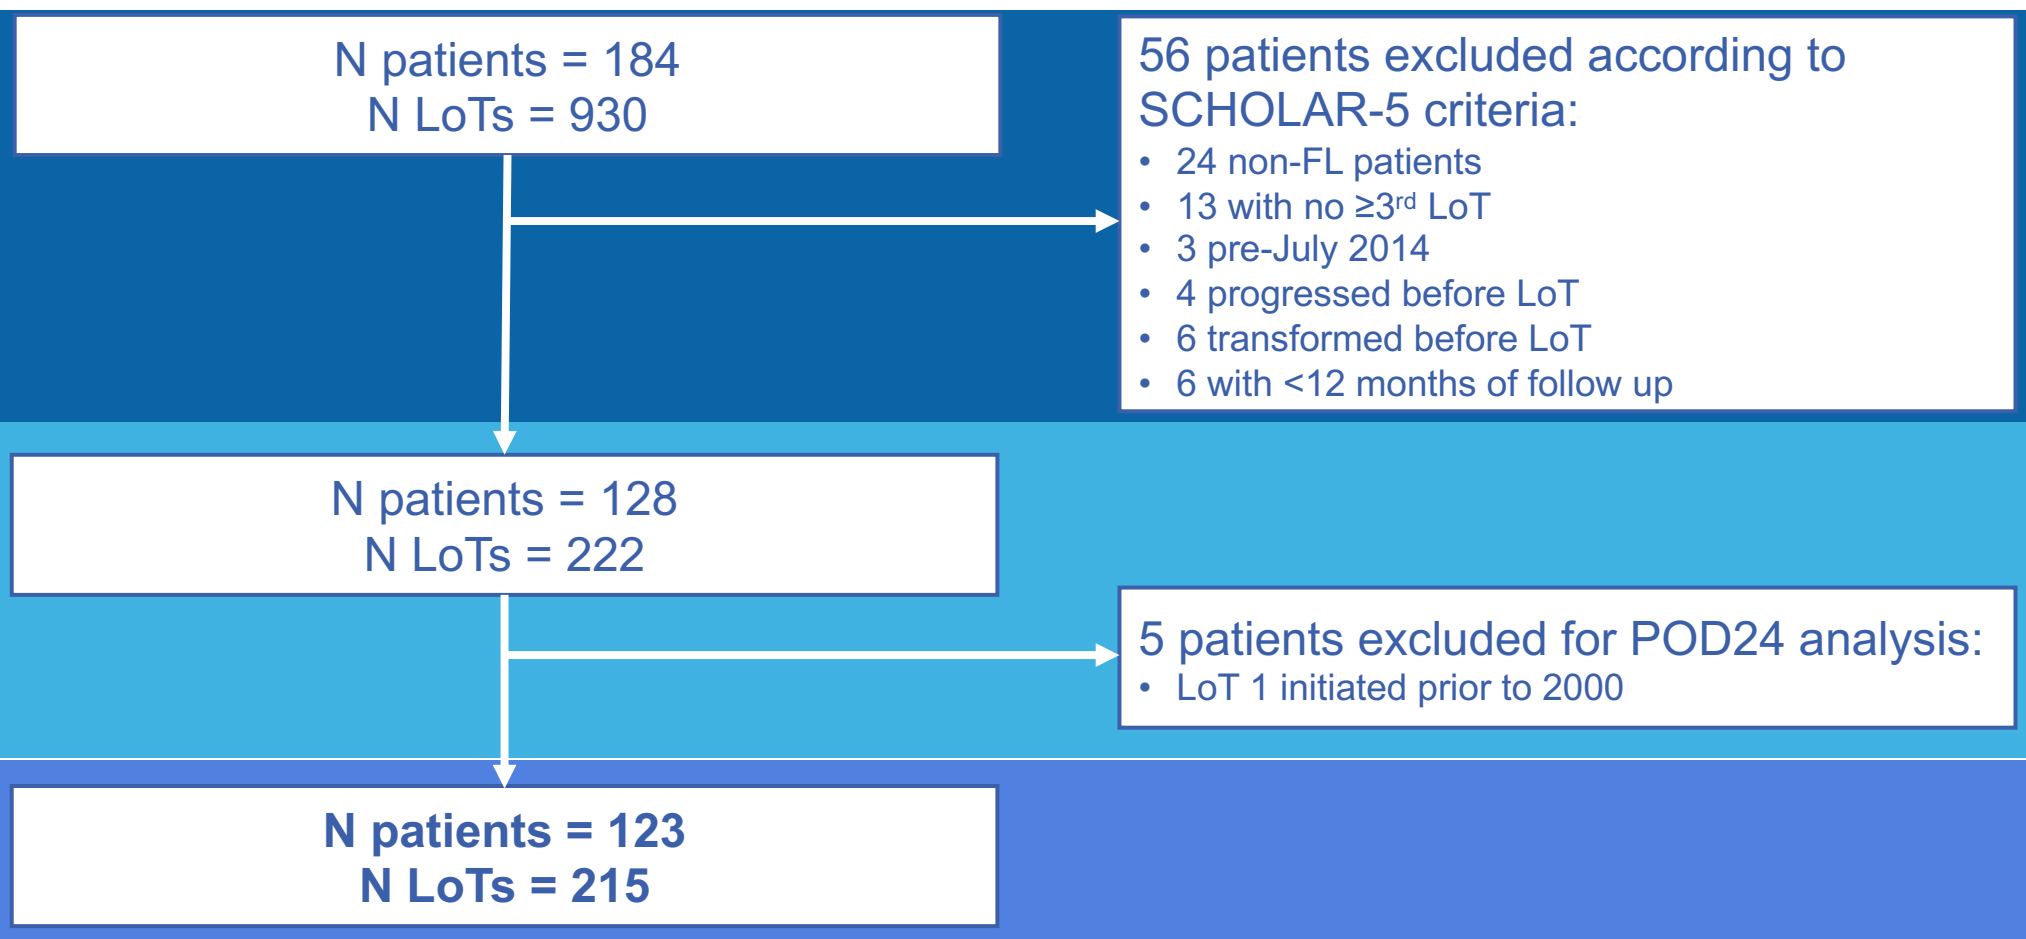 N patients = 184
N LoTs = 930
56 patients excluded according to
SCHOLAR-5 criteria:
• 24 non-FL patients
• 13 with no ≥3rd LoT
• 3 pre-July 2014
• 4 progressed before LoT
• 6 transformed before LoT
• 6 with <12 months of follow up
N patients = 128
N LoTs = 222
5 patients excluded for POD24 analysis:
• LoT 1 initiated prior to 2000
N patients = 123
N LoTs = 215